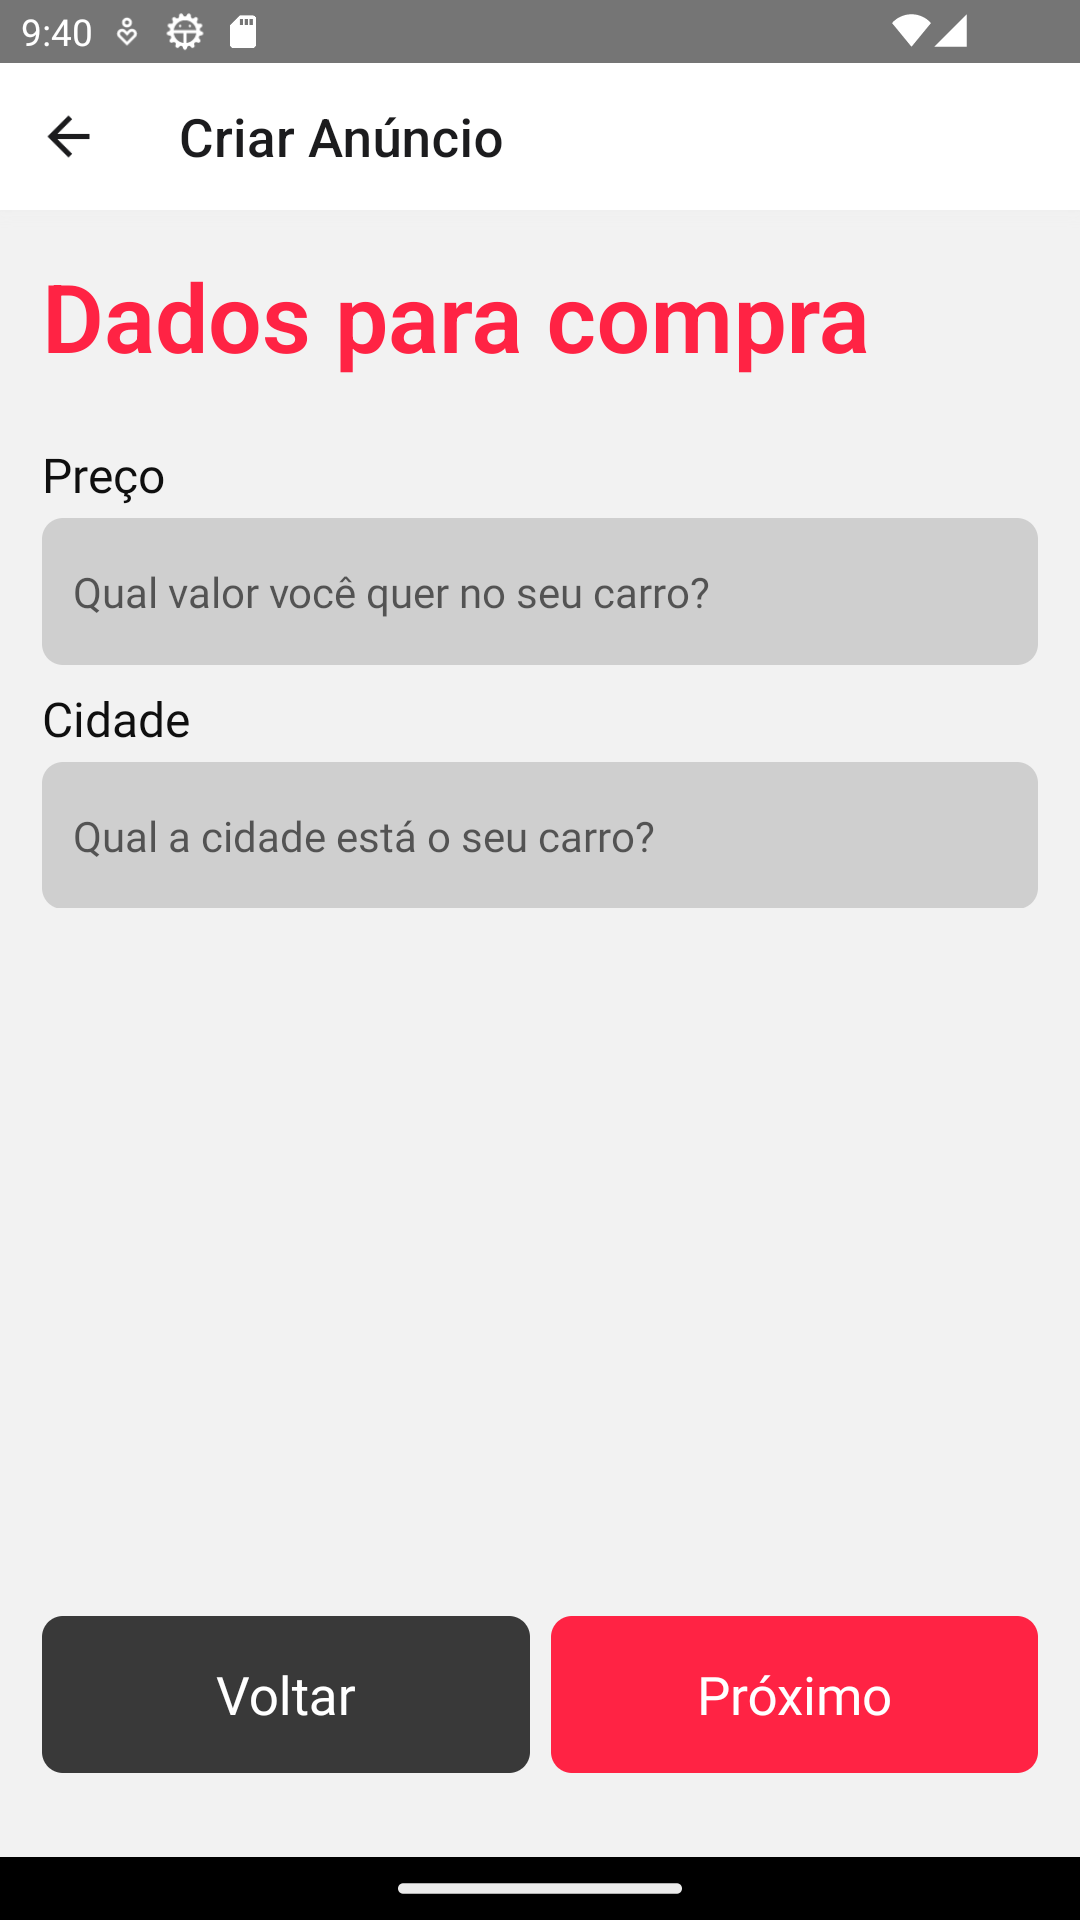 9:40
Criar Anúncio
Dados para compra
Preço
Qual valor você quer no seu carro?
Cidade
Qual a cidade está o seu carro?
Voltar
Próximo